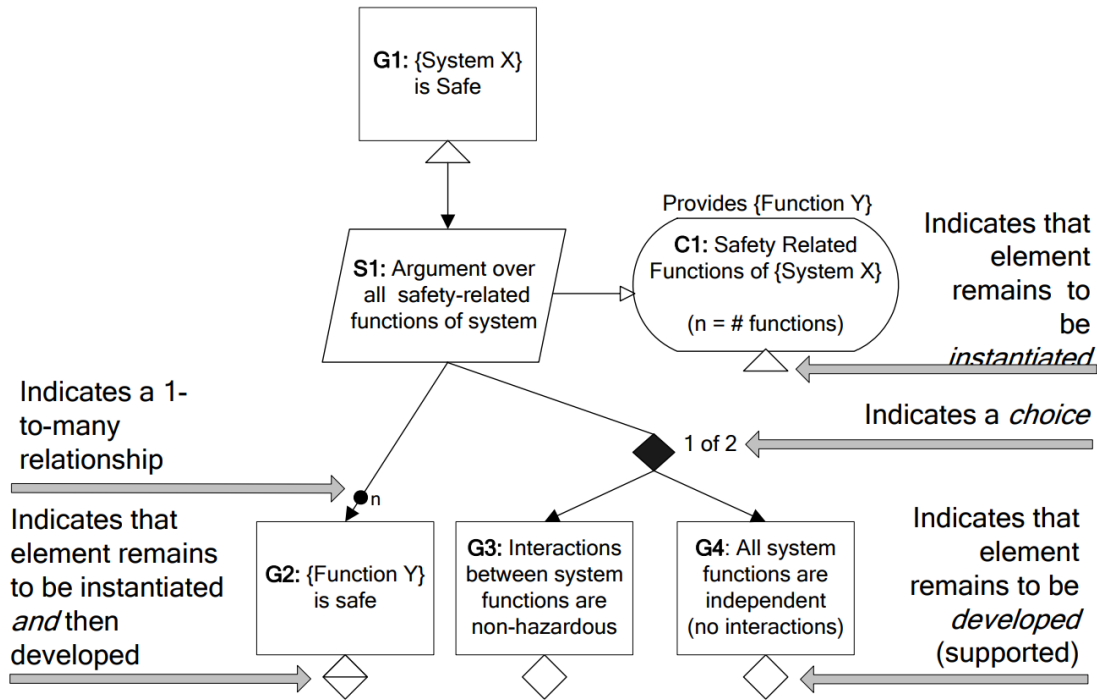 G1: {System X}
is Safe
Provides {Function Y}
C1: Safety Related
Functions of {System X}
(n = # functions)
S1: Argument over
all safety-related
functions of system
Indicates that
element
remains to
be
instantiated
Indicates a 1-
to-many
relationship
Indicates a choice
1 of 2
n
Indicates that
element remains
to be instantiated
and then
developed
G2: {Function Y}
is safe
G3: Interactions
between system
functions are
non-hazardous
G4: All system
functions are
independent
(no interactions)
Indicates that
element
remains to be
developed
(supported)